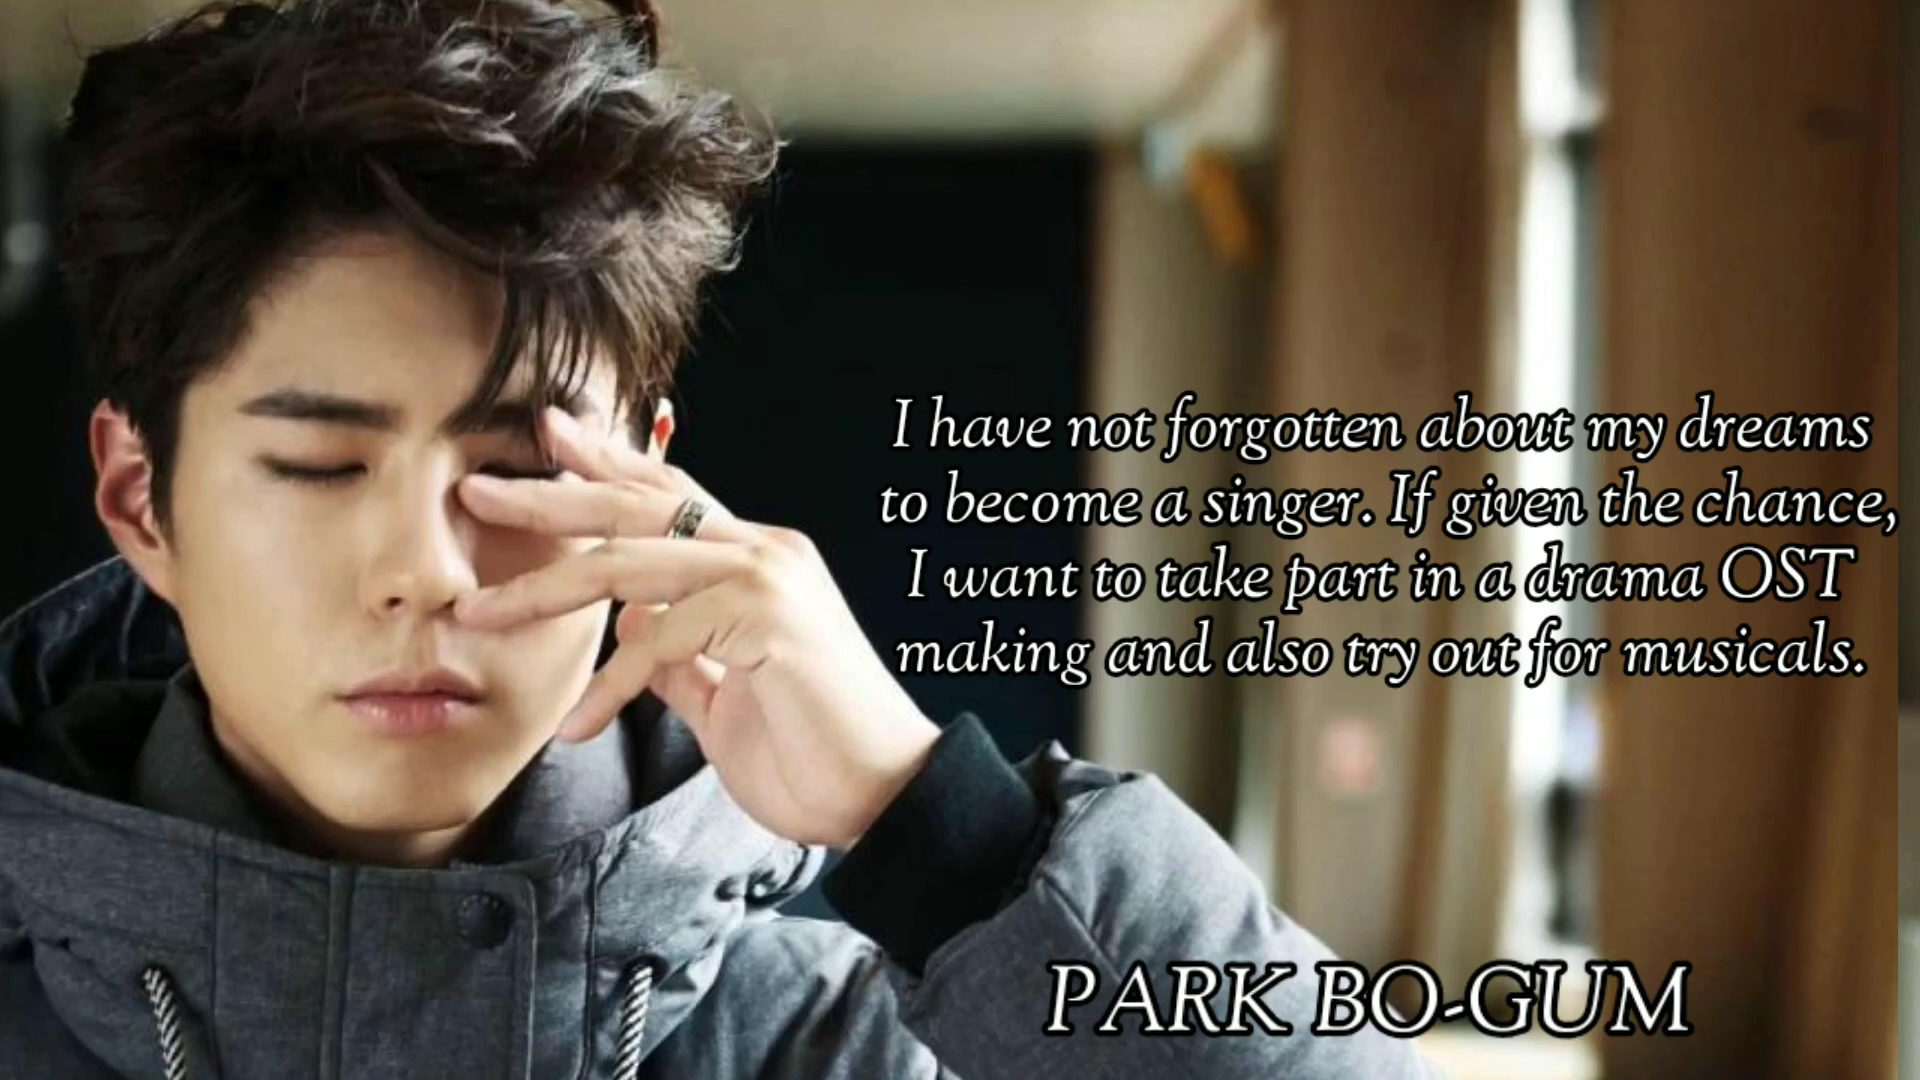 I have not forgotten about my dreams
to become a singer. If given the chance,
I want to take part in a drama OST
making and also try out for musicals.
PARK BO-GUM